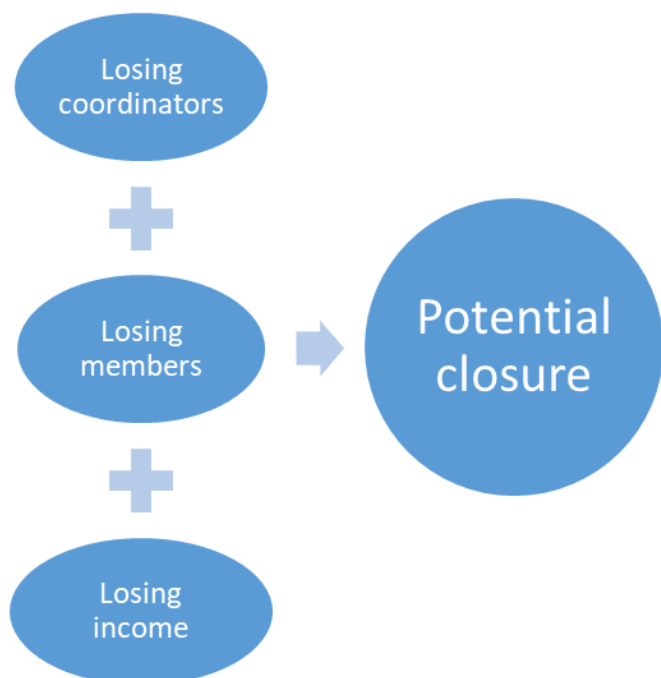 Losing
coordinators
Losing
members
Losing
income
Potential
closure